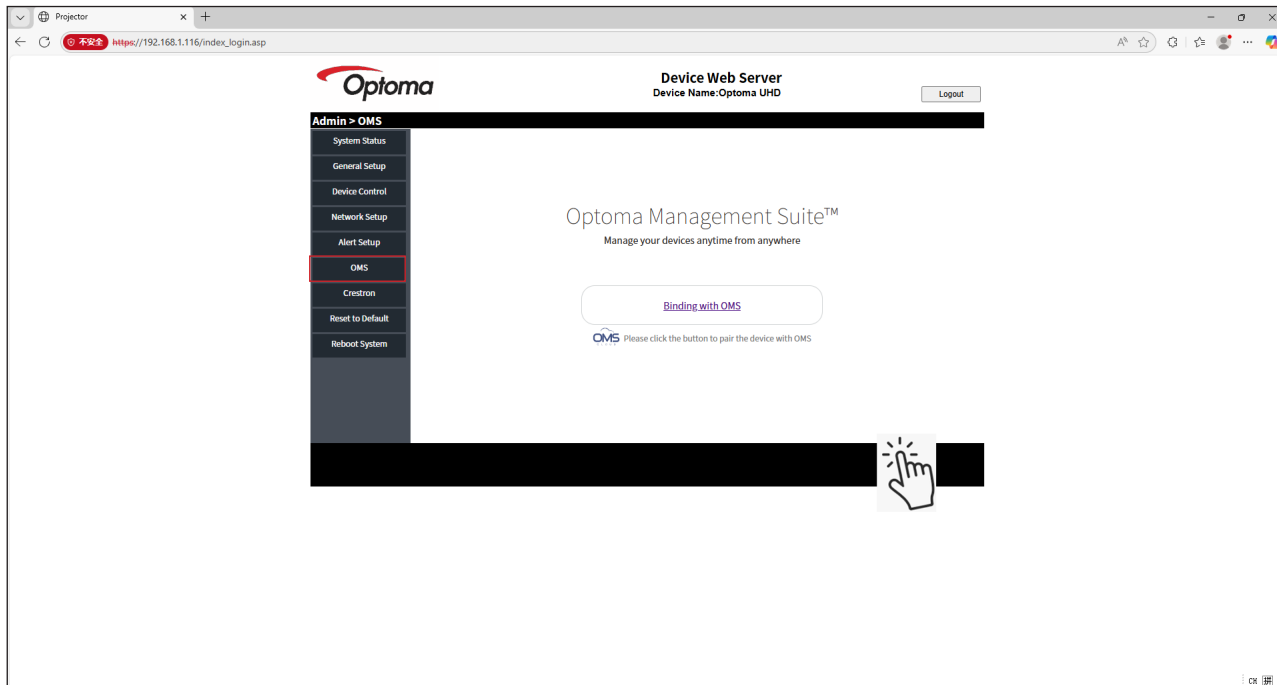 Projector
不安全 https://192.168.1.116/index_login.asp
Optoma
Device Web Server
Device Name:Optoma UHD
Logout
Admin > OMS
System Status
General Setup
Device Control
Network Setup
Alert Setup
OMS
Crestron
Reset to Default
Reboot System
Optoma Management Suite™
Manage your devices anytime from anywhere
Binding with OMS
OMS Please click the button to pair the device with OMS
CH 拼